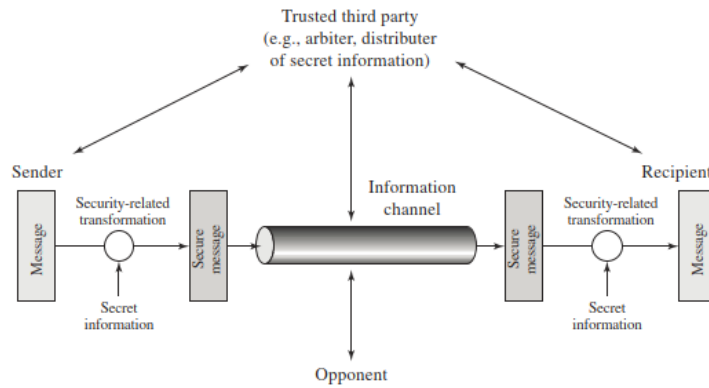 Trusted third party
(e.g., arbiter, distributer
of secret information)
Sender
Recipient
Information
channel
Security-related
transformation
Security-related
transformation
Message
Secure
message
Secure
message
Message
Secret
information
Secret
information
Opponent